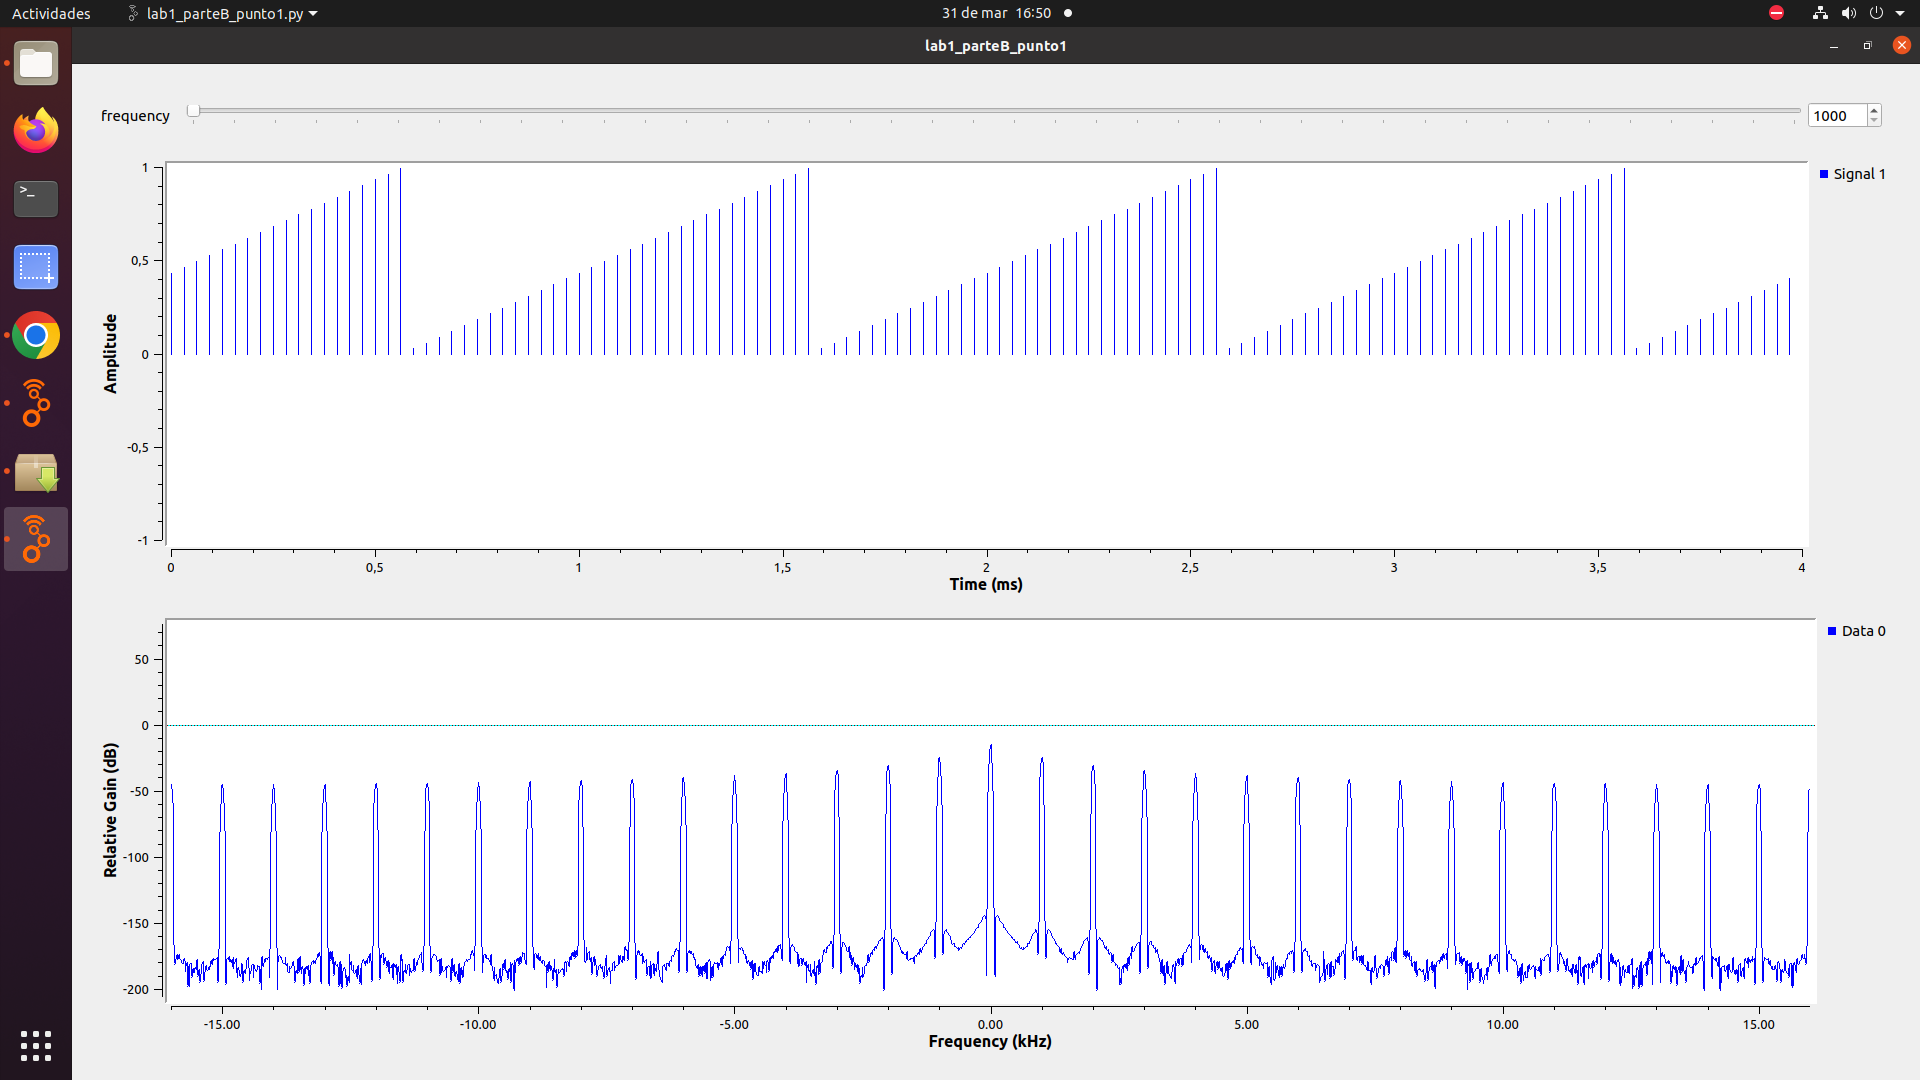 Actividades
lab1_parteB_punto1.py
31 de mar 16:50
lab1_parteB_punto1
>_
frequency
1000
Signal 1
1
0,5
0
-0,5
-1
Amplitude
0 0,5 1 1,5 2 2,5 3 3,5 4
Time (ms)
Data 0
50
0
-50
-100
-150
-200
Relative Gain (dB)
-15.00 -10.00 -5.00 0.00 5.00 10.00 15.00
Frequency (kHz)